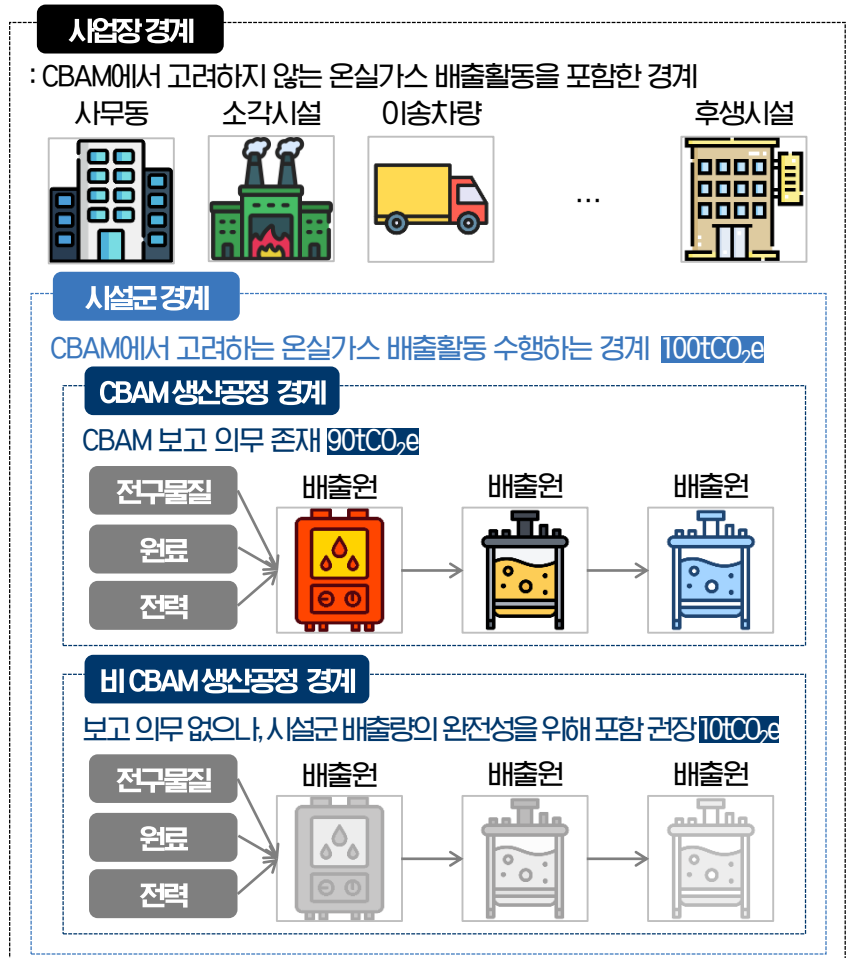 사업장 경계
: CBAM에서 고려하지 않는 온실가스 배출활동을 포함한 경계
사무동 소각시설 이송차량 후생시설
...
시설군 경계
CBAM에서 고려하는 온실가스 배출활동 수행하는 경계 100tCO₂e
CBAM 생산공정 경계
CBAM 보고 의무 존재 90tCO₂e
전구물질 배출원 배출원 배출원
원료
전력
비 CBAM 생산공정 경계
보고 의무 없으나, 시설군 배출량의 완전성을 위해 포함 권장 10tCO₂e
전구물질 배출원 배출원 배출원
원료
전력